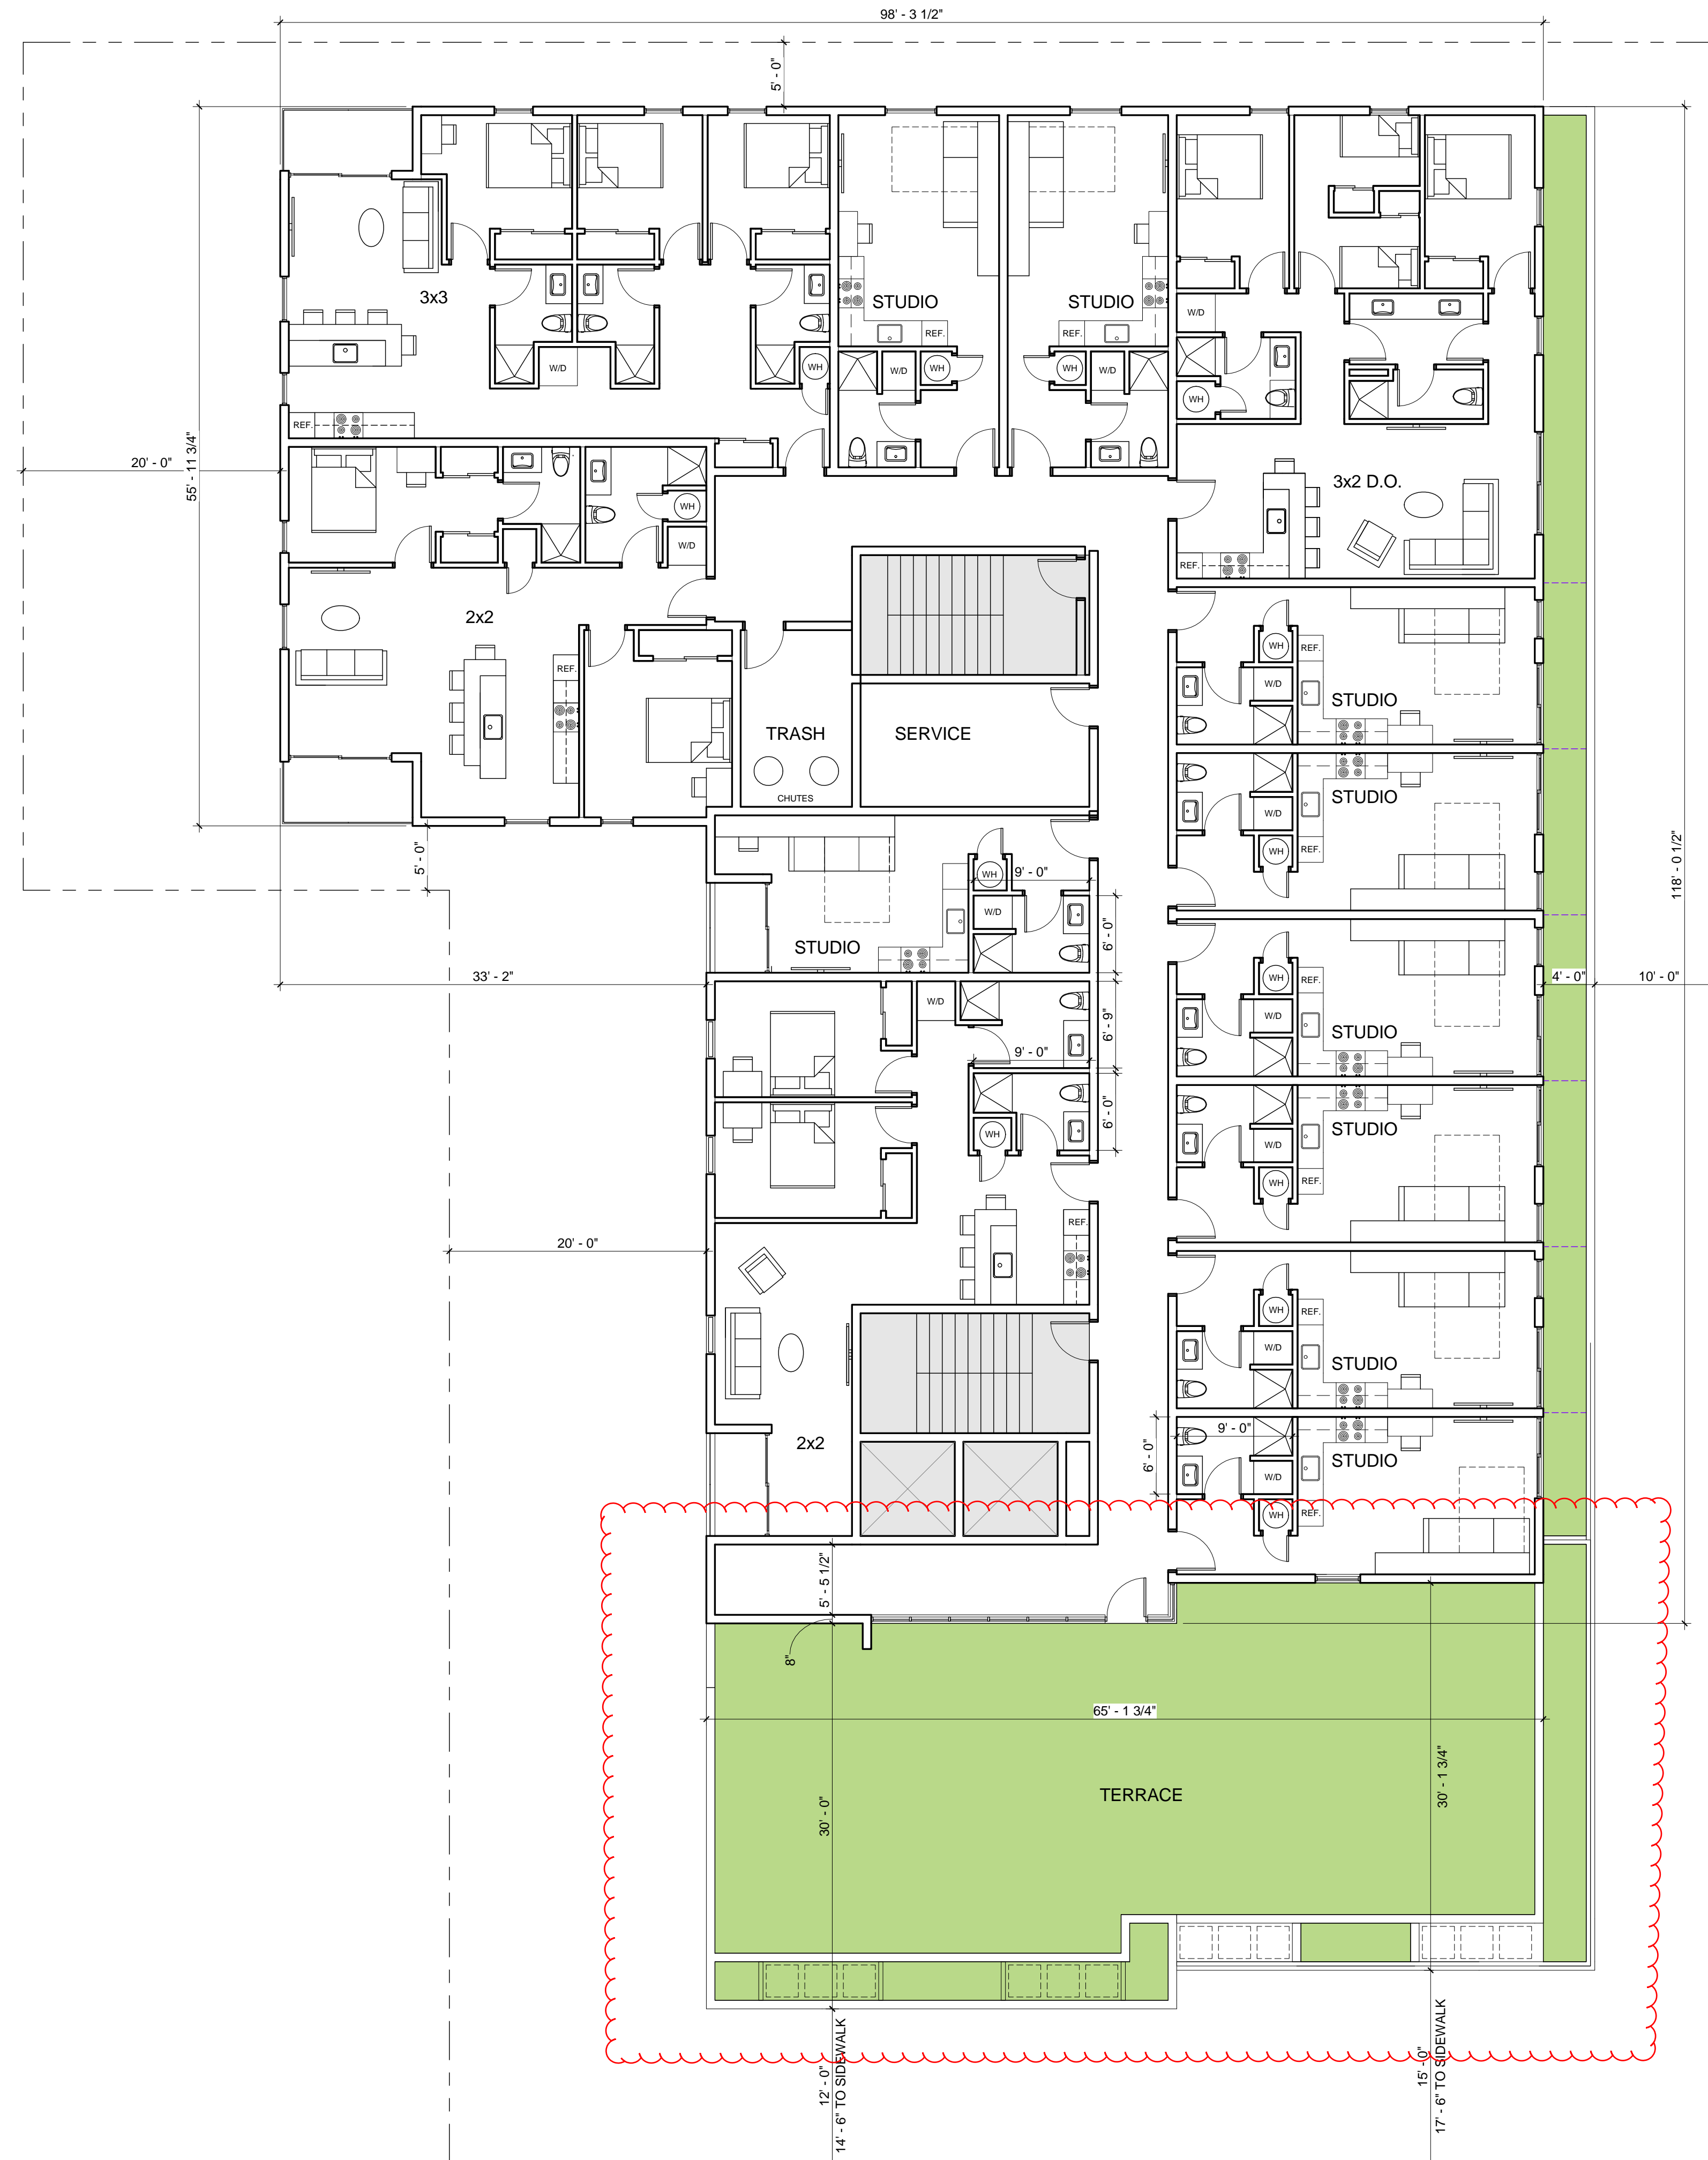 98' - 3 1/2"
5' - 0"
3x3
STUDIO
STUDIO
W/D
REF.
REF.
W/D
WH
W/D
WH
WH
W/D
WH
REF.
20' - 0"
55' - 11 3/4"
3x2 D.O.
WH
W/D
REF.
2x2
REF.
WH
REF.
W/D
STUDIO
TRASH
SERVICE
CHUTES
W/D
STUDIO
WH
REF.
5' - 0"
118' - 0 1/2"
WH
9' - 0"
W/D
6' - 0"
STUDIO
33' - 2"
4' - 0"
10' - 0"
WH
REF.
W/D
STUDIO
W/D
6' - 9"
9' - 0"
6' - 0"
WH
STUDIO
W/D
WH
REF.
REF.
20' - 0"
WH
REF.
W/D
STUDIO
2x2
9' - 0"
6' - 0"
STUDIO
W/D
WH
REF.
5' - 5 1/2"
8"
65' - 1 3/4"
TERRACE
30' - 0"
30' - 1 3/4"
12' - 0"
14' - 6" TO SIDEWALK
15' - 0"
17' - 6" TO SIDEWALK